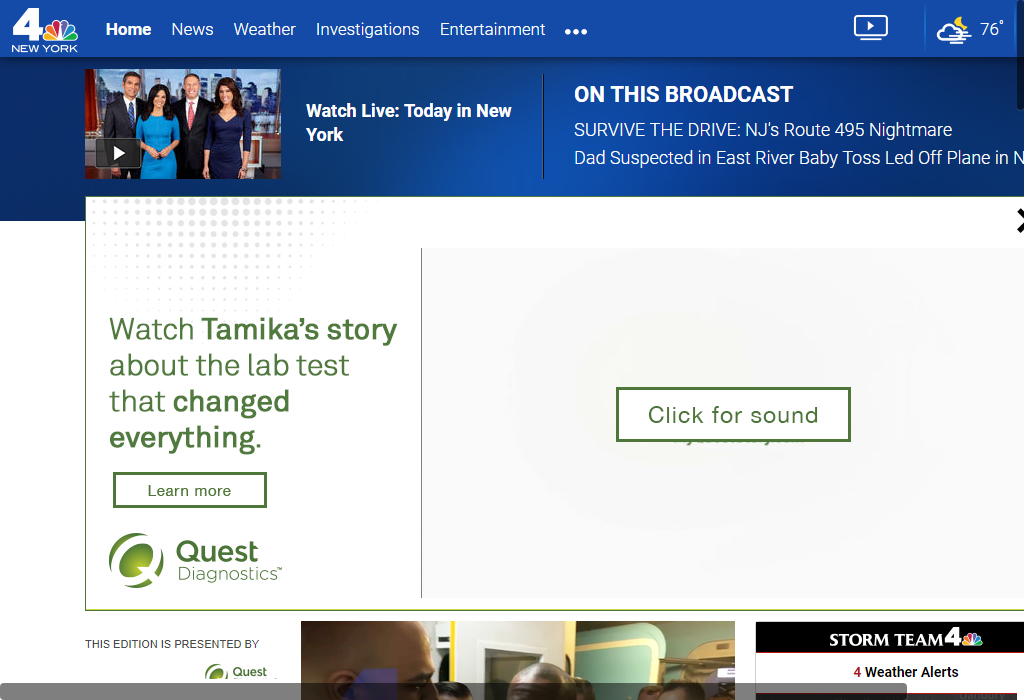 4
NEW YORK
Home News Weather Investigations Entertainment
76°
Watch Live: Today in New
York
ON THIS BROADCAST
SURVIVE THE DRIVE: NJ's Route 495 Nightmare
Dad Suspected in East River Baby Toss Led Off Plane in N
Watch Tamika's story
about the lab test
that changed
everything.
Click for sound
Learn more
Quest
Diagnostics™
THIS EDITION IS PRESENTED BY
Quest
STORM TEAM 4
4 Weather Alerts